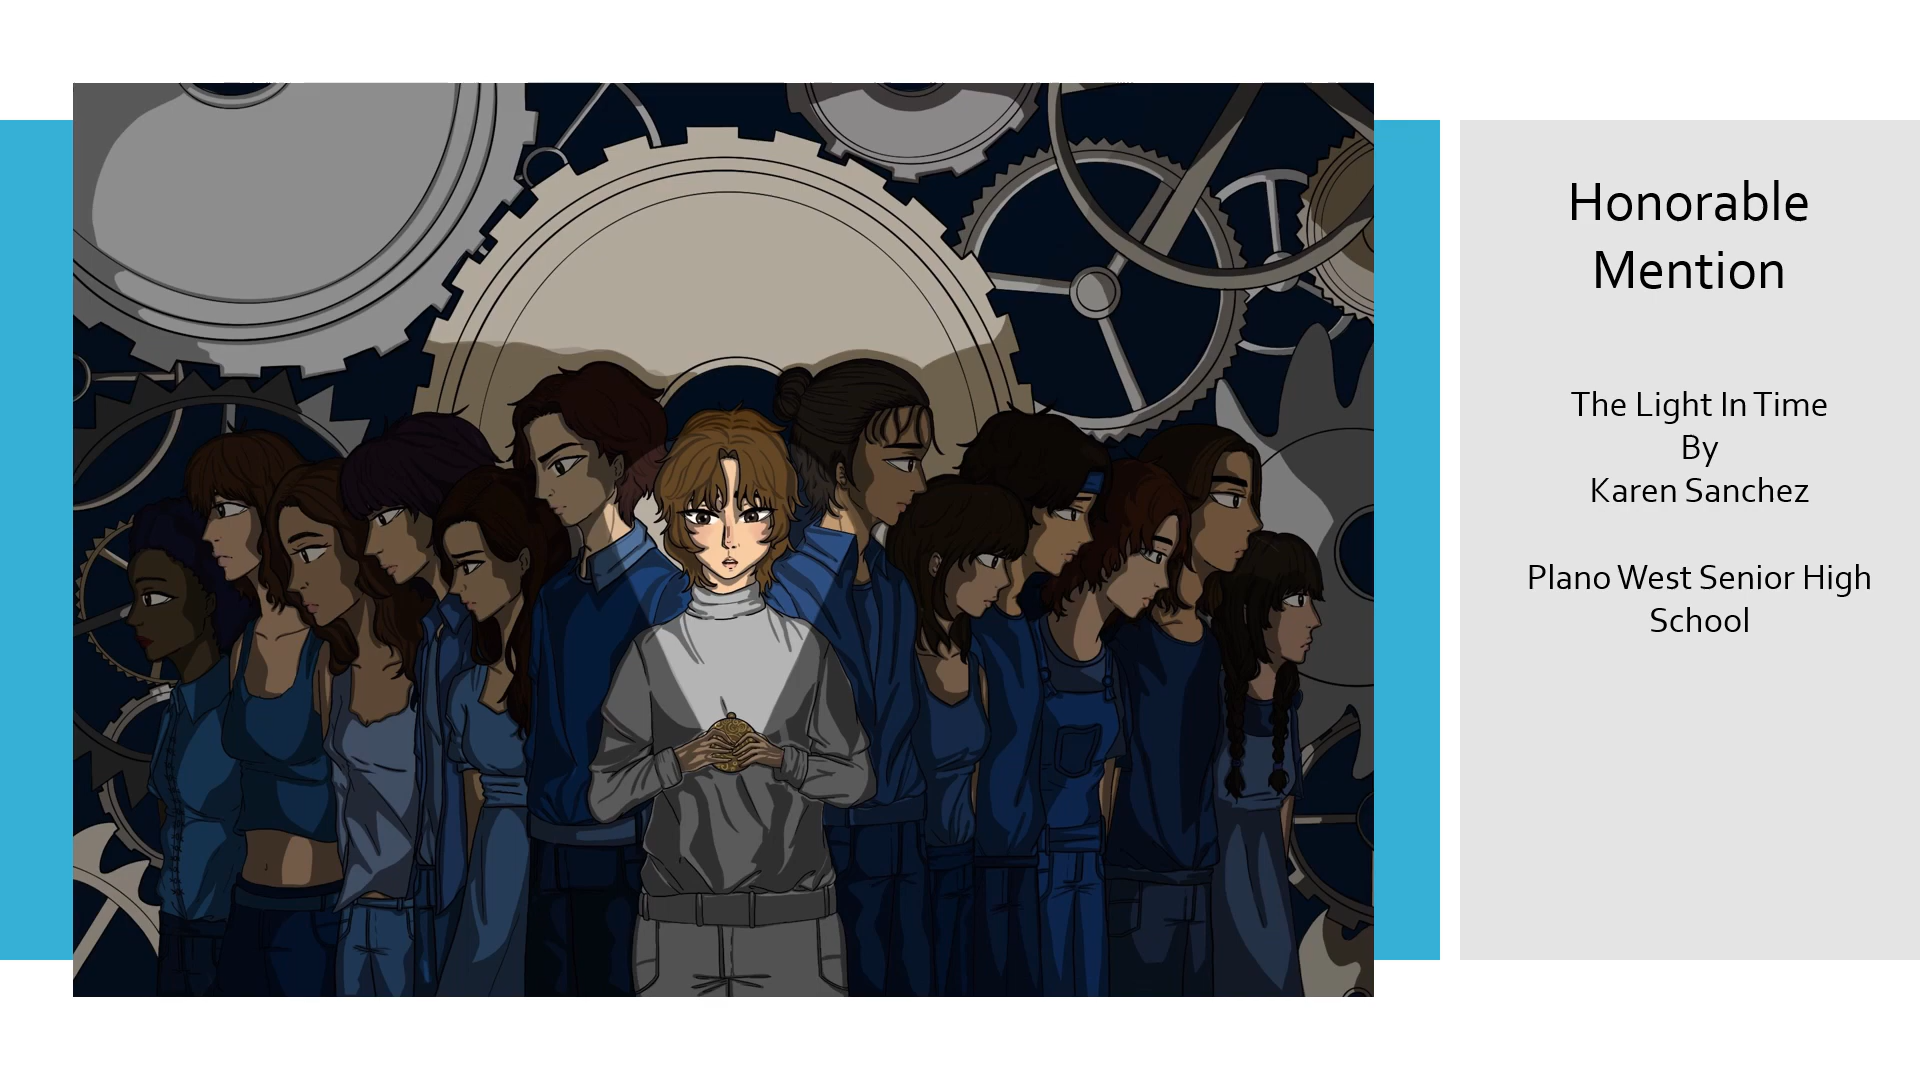 Honorable
Mention
The Light In Time
By
Karen Sanchez
Plano West Senior High
School